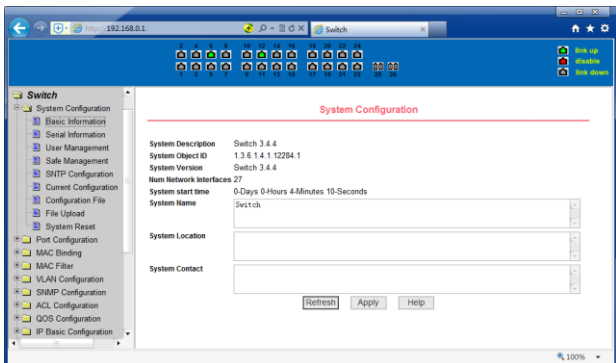 http://192.168.0.1
Switch
2 4 6 8 10 12 14 16 18 20 22 24
1 3 5 7 9 11 13 15 17 19 21 23 25 26
link up
disable
link down
Switch
System Configuration
Basic Information
Serial Information
User Management
Safe Management
SNTP Configuration
Current Configuration
Configuration File
File Upload
System Reset
Port Configuration
MAC Binding
MAC Filter
VLAN Configuration
SNMP Configuration
ACL Configuration
QOS Configuration
IP Basic Configuration
System Configuration
System Description Switch 3.4.4
System Object ID 1.3.6.1.4.1.12284.1
System Version Switch 3.4.4
Num Network Interfaces 27
System start time 0-Days 0-Hours 4-Minutes 10-Seconds
System Name Switch
System Location
System Contact
Refresh Apply Help
100%